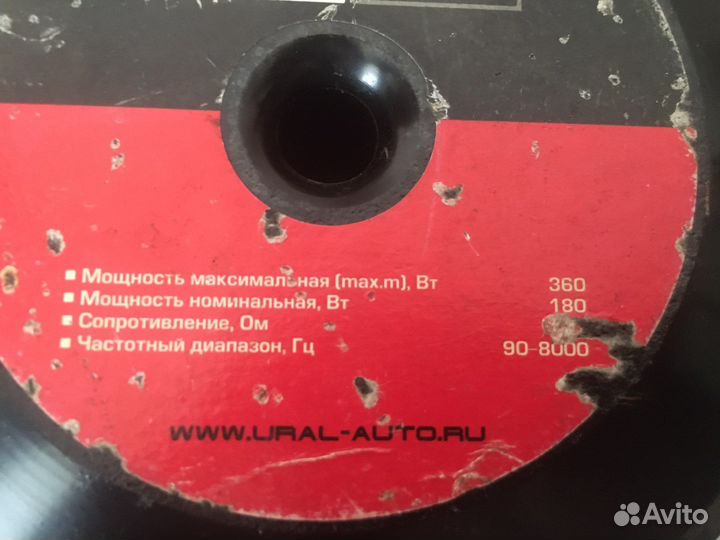 Мощность максимальная (max.m), Вт 360
Мощность номинальная, Вт 180
Сопротивление, Ом
Частотный диапазон, Гц 90-8000
WWW.URAL-AUTO.RU
Avito